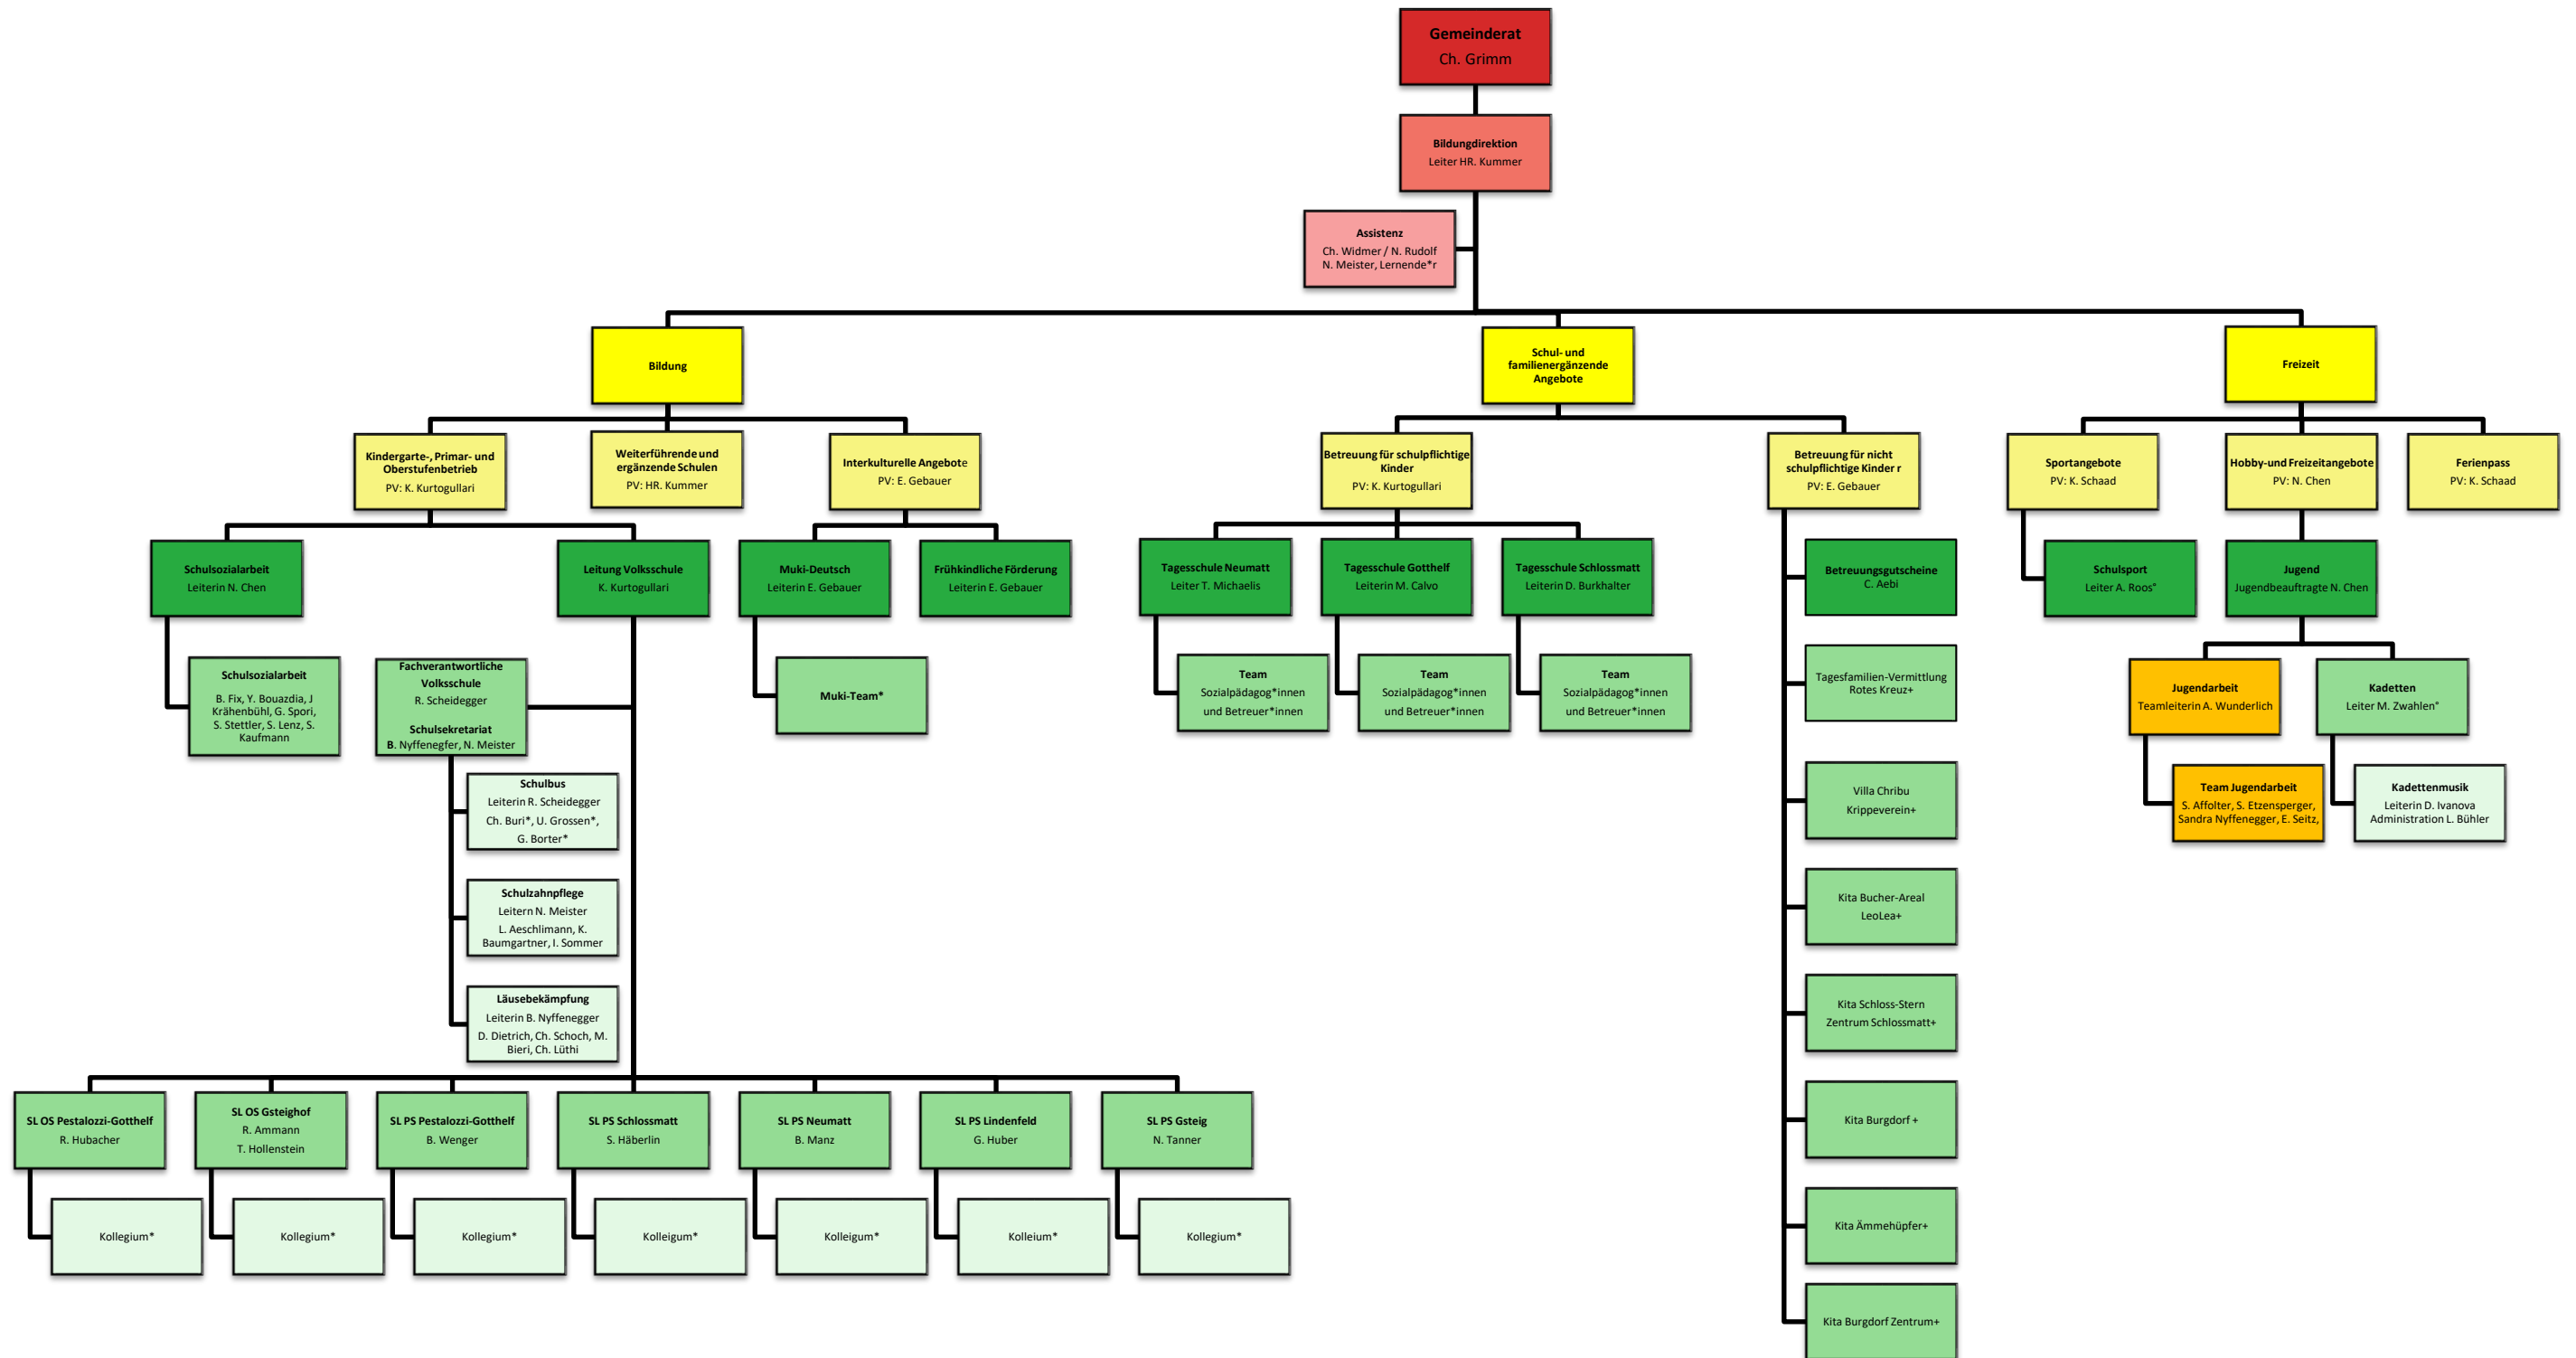 Gemeinderat
Ch. Grimm
Bildungdirektion
Leiter HR. Kummer
Assistenz
Ch. Widmer / N. Rudolf
N. Meister, Lernende*r
Bildung
Schul- und
familienergänzende
Angebote
Freizeit
Kindergarte-, Primar- und
Oberstufenbetrieb
PV: K. Kurtogullari
Weiterführende und
ergänzende Schulen
PV: HR. Kummer
Interkulturelle Angebote
PV: E. Gebauer
Betreuung für schulpflichtige
Kinder
PV: K. Kurtogullari
Betreuung für nicht
schulpflichtige Kinder r
PV: E. Gebauer
Sportangebote
PV: K. Schaad
Hobby-und Freizeitangebote
PV: N. Chen
Ferienpass
PV: K. Schaad
Schulsozialarbeit
Leiterin N. Chen
Leitung Volksschule
K. Kurtogullari
Muki-Deutsch
Leiterin E. Gebauer
Frühkindliche Förderung
Leiterin E. Gebauer
Tagesschule Neumatt
Leiter T. Michaelis
Tagesschule Gotthelf
Leiterin M. Calvo
Tagesschule Schlossmatt
Leiterin D. Burkhalter
Betreuungsgutscheine
C. Aebi
Schulsport
Leiter A. Roos°
Jugend
Jugendbeauftragte N. Chen
Schulsozialarbeit
B. Fix, Y. Bouazdia, J
Krähenbühl, G. Spori,
S. Stettler, S. Lenz, S.
Kaufmann
Fachverantwortliche
Volksschule
R. Scheidegger
Schulsekretariat
B. Nyffenegfer, N. Meister
Muki-Team*
Team
Sozialpädagog*innen
und Betreuer*innen
Team
Sozialpädagog*innen
und Betreuer*innen
Team
Sozialpädagog*innen
und Betreuer*innen
Tagesfamilien-Vermittlung
Rotes Kreuz+
Jugendarbeit
Teamleiterin A. Wunderlich
Kadetten
Leiter M. Zwahlen°
Schulbus
Leiterin R. Scheidegger
Ch. Buri*, U. Grossen*,
G. Borter*
Villa Chribu
Krippeverein+
Team Jugendarbeit
S. Affolter, S. Etzensperger,
Sandra Nyffenegger, E. Seitz,
Kadettenmusik
Leiterin D. Ivanova
Administration L. Bühler
Schulzahnpflege
Leitern N. Meister
L. Aeschlimann, K.
Baumgartner, I. Sommer
Kita Bucher-Areal
LeoLea+
Läusebekämpfung
Leiterin B. Nyffenegger
D. Dietrich, Ch. Schoch, M.
Bieri, Ch. Lüthi
Kita Schloss-Stern
Zentrum Schlossmatt+
SL OS Pestalozzi-Gotthelf
R. Hubacher
SL OS Gsteighof
R. Ammann
T. Hollenstein
SL PS Pestalozzi-Gotthelf
B. Wenger
SL PS Schlossmatt
S. Häberlin
SL PS Neumatt
B. Manz
SL PS Lindenfeld
G. Huber
SL PS Gsteig
N. Tanner
Kita Burgdorf +
Kollegium*
Kollegium*
Kollegium*
Kolleigum*
Kolleigum*
Kolleium*
Kollegium*
Kita Ämmehüpfer+
Kita Burgdorf Zentrum+